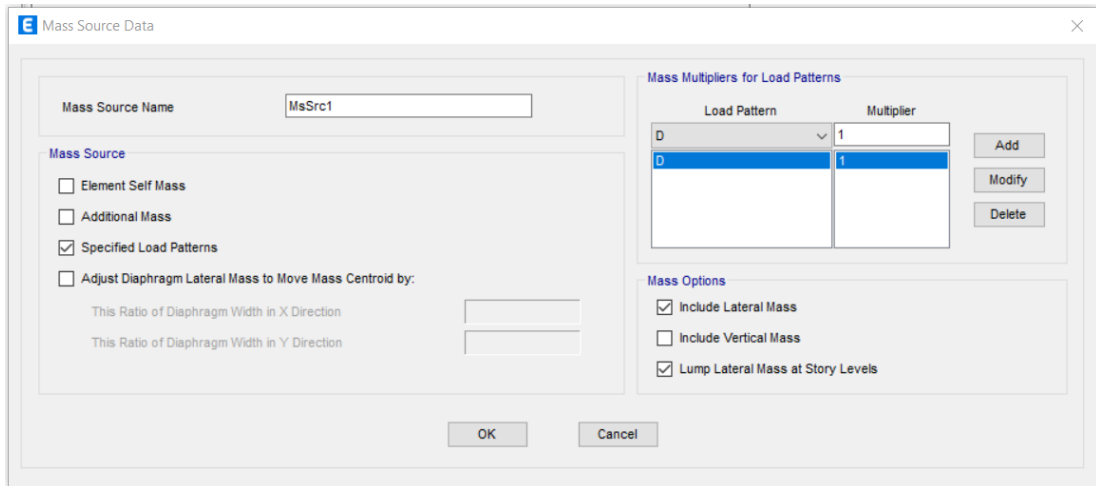 E Mass Source Data
Mass Source Name MsSrc1
Mass Source
Element Self Mass
Additional Mass
Specified Load Patterns
Adjust Diaphragm Lateral Mass to Move Mass Centroid by:
This Ratio of Diaphragm Width in X Direction
This Ratio of Diaphragm Width in Y Direction
Mass Multipliers for Load Patterns
Load Pattern Multiplier
D 1
D 1
Add
Modify
Delete
Mass Options
Include Lateral Mass
Include Vertical Mass
Lump Lateral Mass at Story Levels
OK Cancel